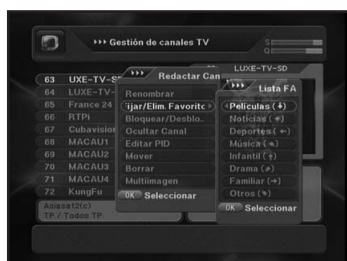 Gestión de canales TV
S
Q
LUXE-TV-SD
63 UXE-TV-S
64 LUXE-TV-
65 France 24
66 RTPi
67 Cubavision
68 MACAU1
69 MACAU2
70 MACAU3
71 MACAU4
72 KungFu
Asiasat2(c)
TP / Todos TP
Redactar Can
Renombrar
ijar/Elim. Favorito
Bloquear/Desblo.
Ocultar Canal
Editar PID
Mover
Borrar
Multiimagen
OK Seleccionar
Lista FA
Películas (↓)
Noticias
Deportes (←)
Música
Infantil (↑)
Drama
Familiar (→)
Otros
OK Seleccionar